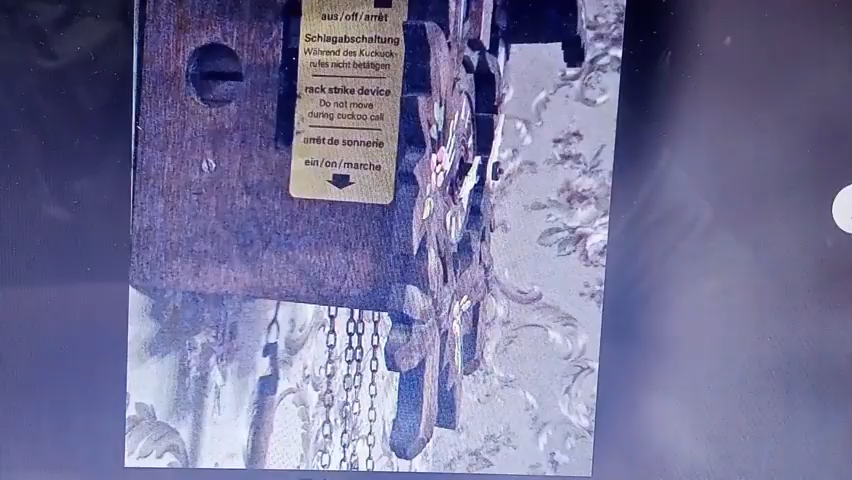 aus/off/arrêt
Schlagabschaltung
Während des Kuckuck-
rufes nicht betätigen
rack strike device
Do not move
during cuckoo call
arrêt de sonnerie
ein/on/marche